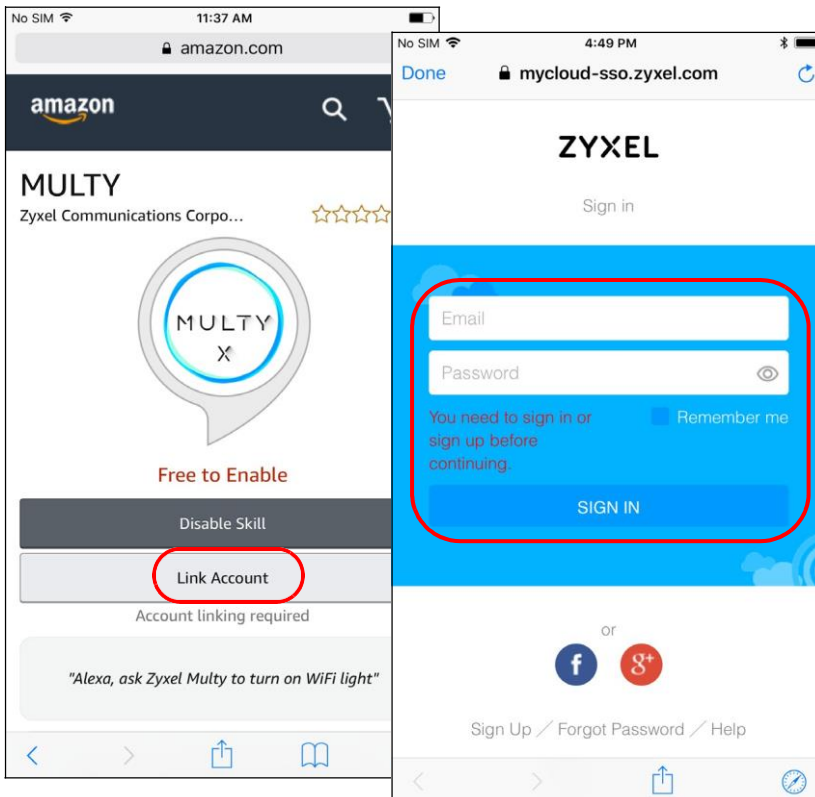 No SIM 11:37 AM
amazon.com
amazon
MULTY
Zyxel Communications Corpo...
MULTY
X
Free to Enable
Disable Skill
Link Account
Account linking required
"Alexa, ask Zyxel Multy to turn on WiFi light"
No SIM 4:49 PM
Done mycloud-sso.zyxel.com
ZYXEL
Sign in
Email
Password
You need to sign in or
sign up before
continuing.
Remember me
SIGN IN
or
f 8+
Sign Up / Forgot Password / Help